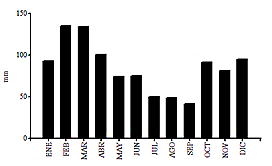 150
100
50
0
mm
ENE
FEB
MAR
ABR
MAY
JUN
JUL
AGO
SEP
OCT
NOV
DIC